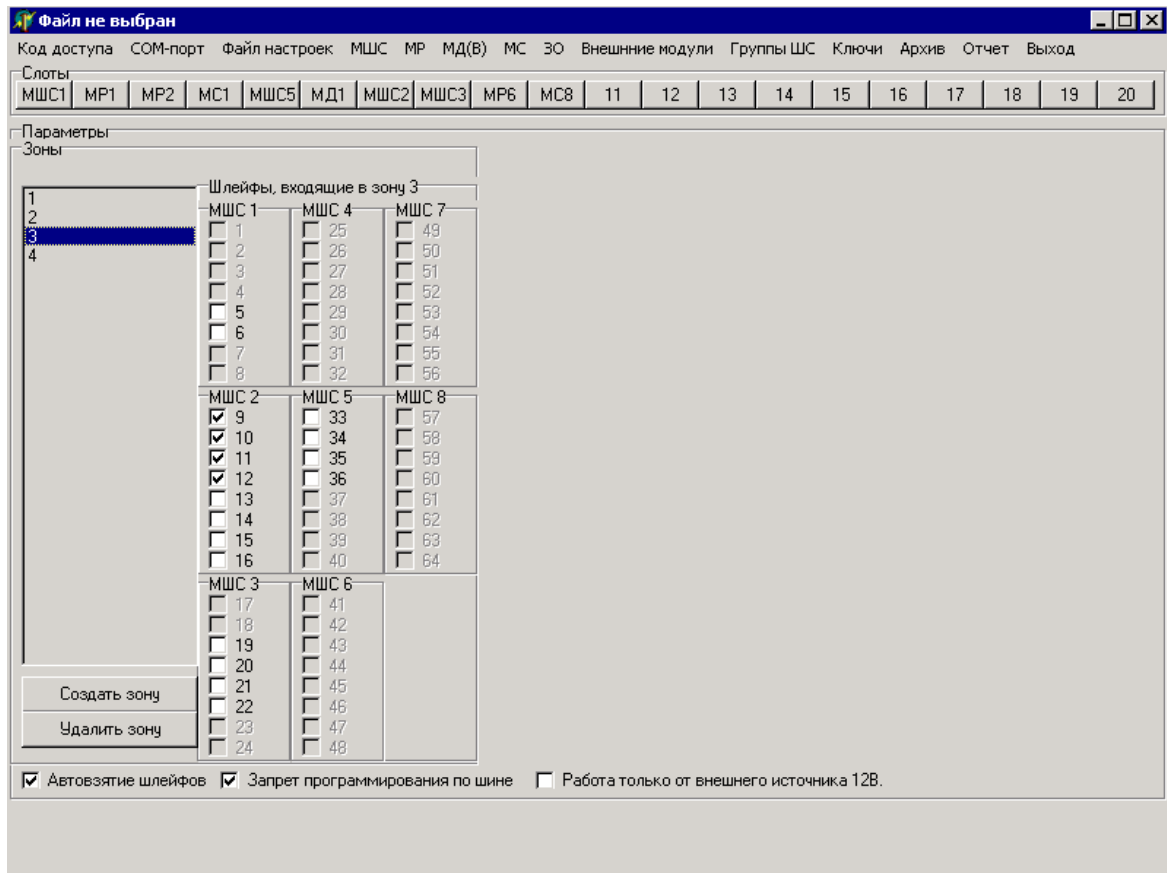 Файл не выбран
Код доступа COM-порт Файл настроек МШС МР МД(В) МС ЗО Внешнние модули Группы ШС Ключи Архив Отчет Выход
Слоты
МШС1 МР1 МР2 МС1 МШС5 МД1 МШС2 МШС3 МР6 МС8 11 12 13 14 15 16 17 18 19 20
Параметры
Зоны
1
2
3
4
Шлейфы, входящие в зону 3
МШС 1 МШС 4 МШС 7
1 25 49
2 26 50
3 27 51
4 28 52
5 29 53
6 30 54
7 31 55
8 32 56
МШС 2 МШС 5 МШС 8
9 33 57
10 34 58
11 35 59
12 36 60
13 37 61
14 38 62
15 39 63
16 40 64
МШС 3 МШС 6
17 41
18 42
19 43
20 44
21 45
22 46
23 47
24 48
Создать зону
Удалить зону
Автовзятие шлейфов Запрет программирования по шине Работа только от внешнего источника 12В.